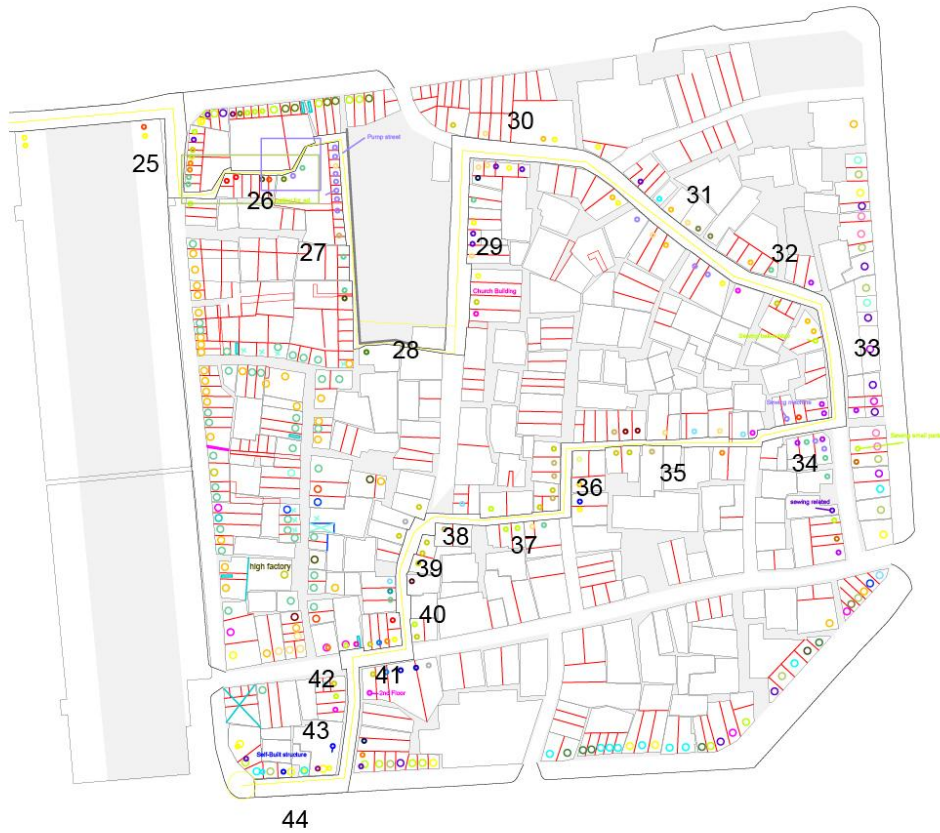 30
Pump street
25
26
31
27
29
32
Church Building
28
33
Sewing machine
34
35
36
sewing related
38
37
39
high factory
40
42
41
2nd Floor
43
Self-Built structure
44